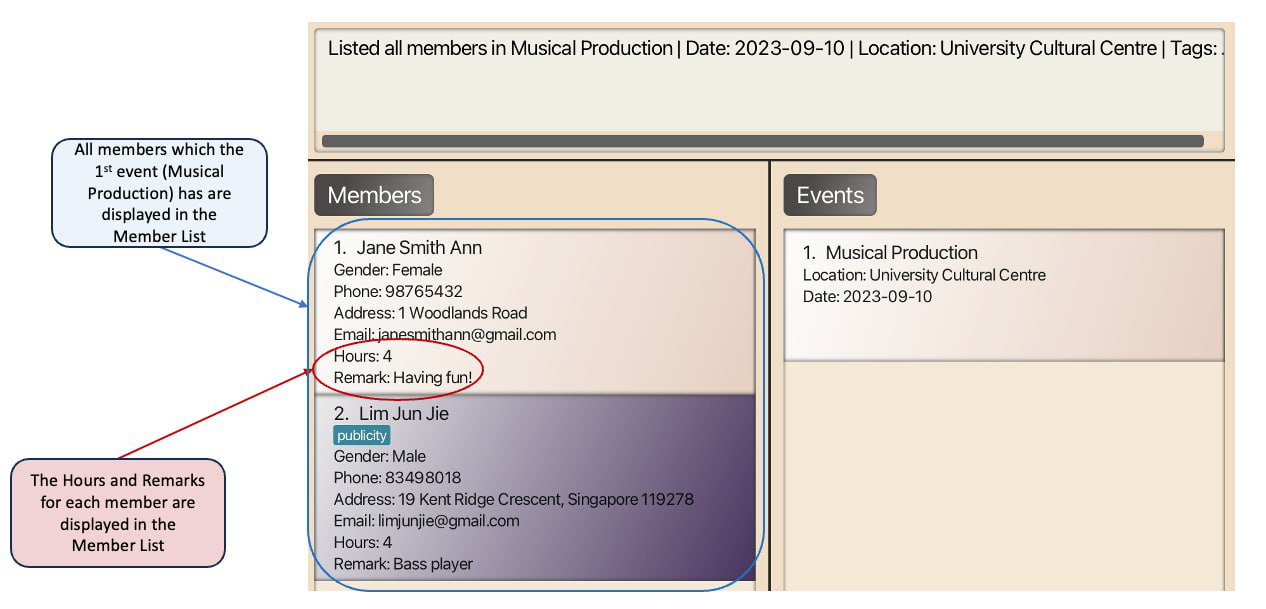 Listed all members in Musical Production | Date: 2023-09-10 | Location: University Cultural Centre | Tags: .
All members which the
1st event (Musical
Production) has are
displayed in the
Member List
Members
1. Jane Smith Ann
Gender: Female
Phone: 98765432
Address: 1 Woodlands Road
Email: janesmithann@gmail.com
Hours: 4
Remark: Having fun!
2. Lim Jun Jie
publicity
Gender: Male
Phone: 83498018
Address: 19 Kent Ridge Crescent, Singapore 119278
Email: limjunjie@gmail.com
Hours: 4
Remark: Bass player
The Hours and Remarks
for each member are
displayed in the
Member List
Events
1. Musical Production
Location: University Cultural Centre
Date: 2023-09-10